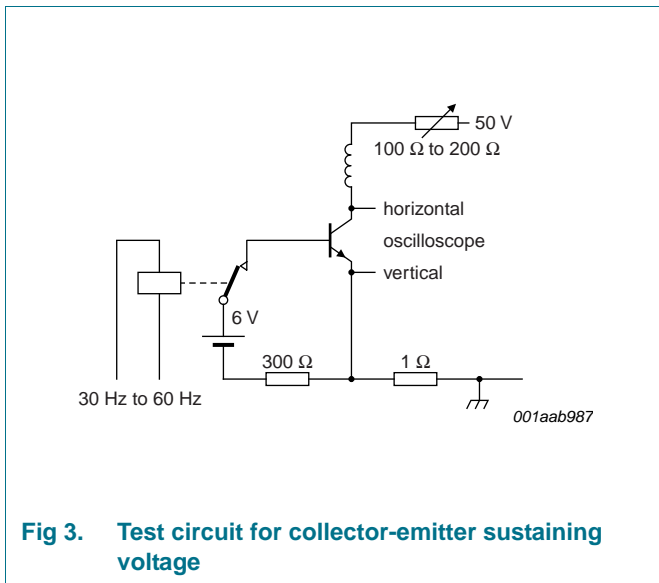 50 V
100 Ω to 200 Ω
horizontal
oscilloscope
vertical
6 V
300 Ω
1 Ω
30 Hz to 60 Hz
001aab987
Fig 3. Test circuit for collector-emitter sustaining
voltage